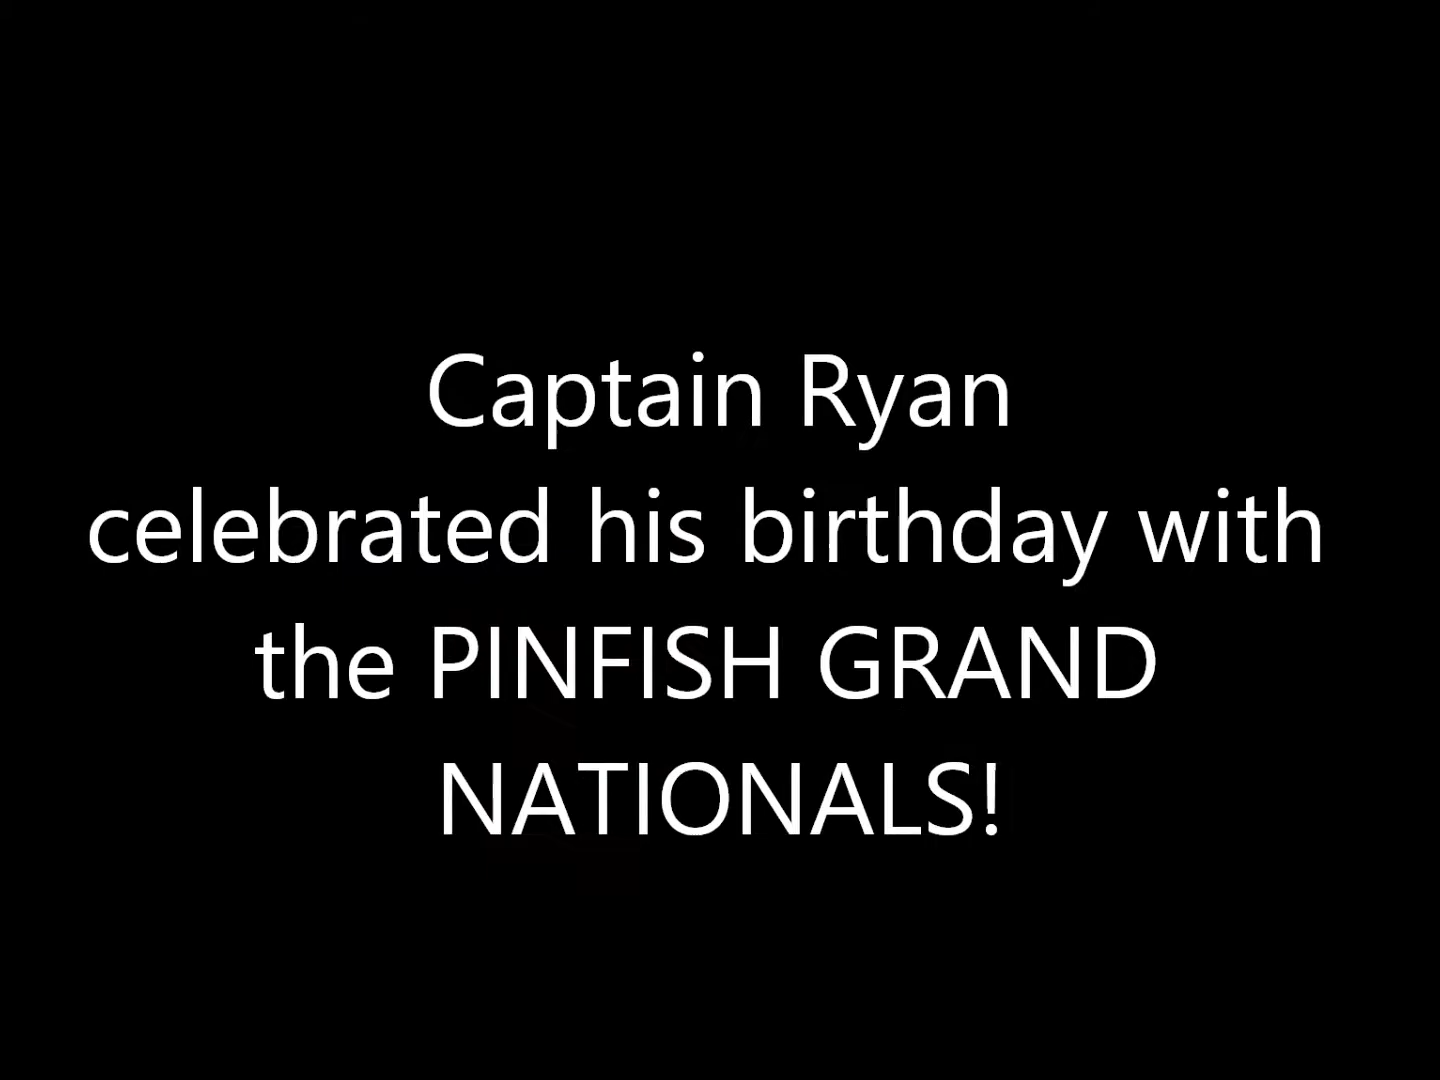 Captain Ryan
celebrated his birthday with
the PINFISH GRAND
NATIONALS!